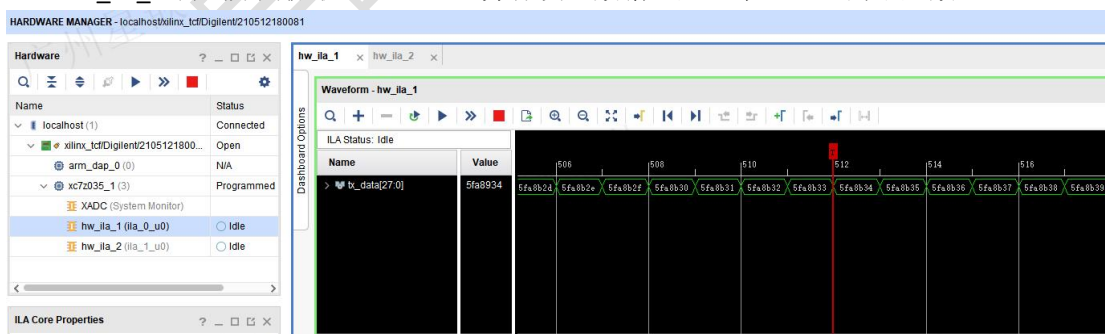 HARDWARE MANAGER - localhost/xilinx_tcf/Digilent/210512180081
Hardware
Name Status
localhost (1) Connected
xilinx_tcf/Digilent/2105121800... Open
arm_dap_0 (0) N/A
xc7z035_1 (3) Programmed
XADC (System Monitor)
hw_ila_1 (ila_0_u0) Idle
hw_ila_2 (ila_1_u0) Idle
ILA Core Properties
hw_ila_1 hw_ila_2
Dashboard Options
Waveform - hw_ila_1
ILA Status: Idle
Name Value
tx_data[27:0] 5fa8934
506 508 510 512 514 516
5fa8b2d 5fa8b2e 5fa8b2f 5fa8b30 5fa8b31 5fa8b32 5fa8b33 5fa8b34 5fa8b35 5fa8b36 5fa8b37 5fa8b38 5fa8b39